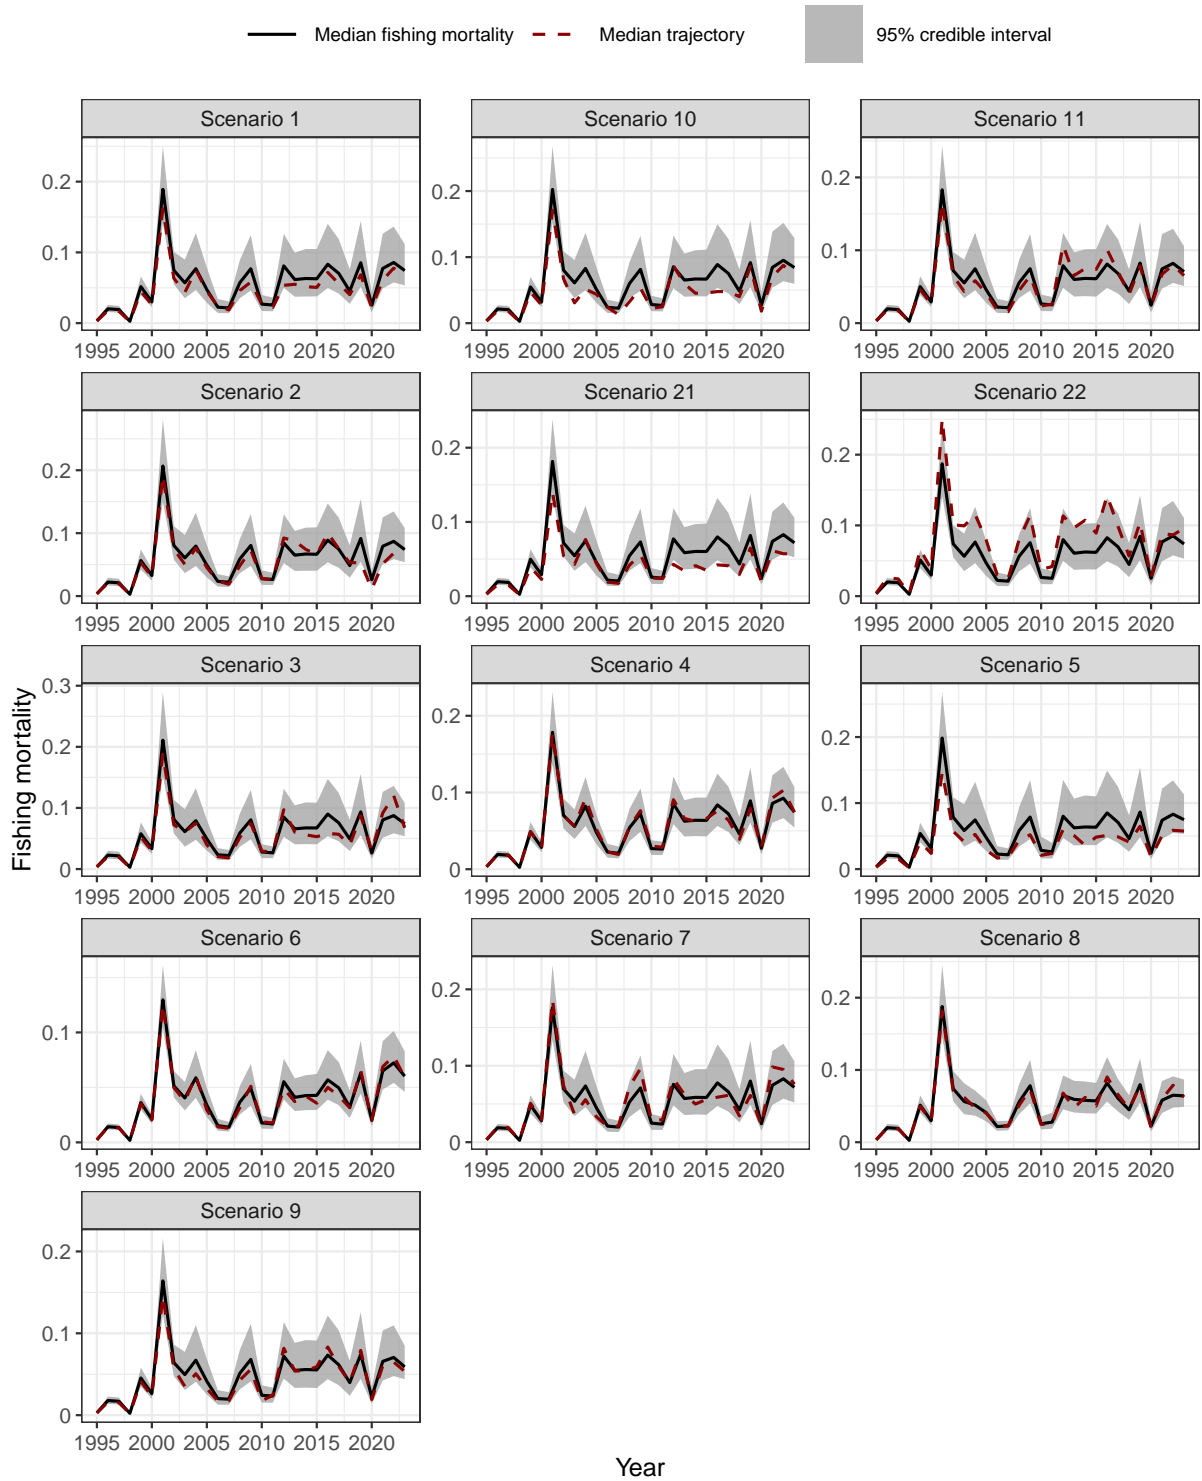 Median fishing mortality Median trajectory 95% credible interval
Scenario 1 Scenario 10 Scenario 11
0.2 0.2 0.2
0.1 0.1 0.1
0 0 0
1995 2000 2005 2010 2015 2020 1995 2000 2005 2010 2015 2020 1995 2000 2005 2010 2015 2020
Scenario 2 Scenario 21 Scenario 22
0.2 0.2 0.2
0.1 0.1 0.1
0 0 0
1995 2000 2005 2010 2015 2020 1995 2000 2005 2010 2015 2020 1995 2000 2005 2010 2015 2020
Scenario 3 Scenario 4 Scenario 5
0.3
0.2 0.2 0.2
0.1 0.1 0.1
0 0 0
1995 2000 2005 2010 2015 2020 1995 2000 2005 2010 2015 2020 1995 2000 2005 2010 2015 2020
Fishing mortality
Scenario 6 Scenario 7 Scenario 8
0.2 0.2
0.1 0.1 0.1
0 0 0
1995 2000 2005 2010 2015 2020 1995 2000 2005 2010 2015 2020 1995 2000 2005 2010 2015 2020
Scenario 9
0.2
0.1
0
1995 2000 2005 2010 2015 2020
Year